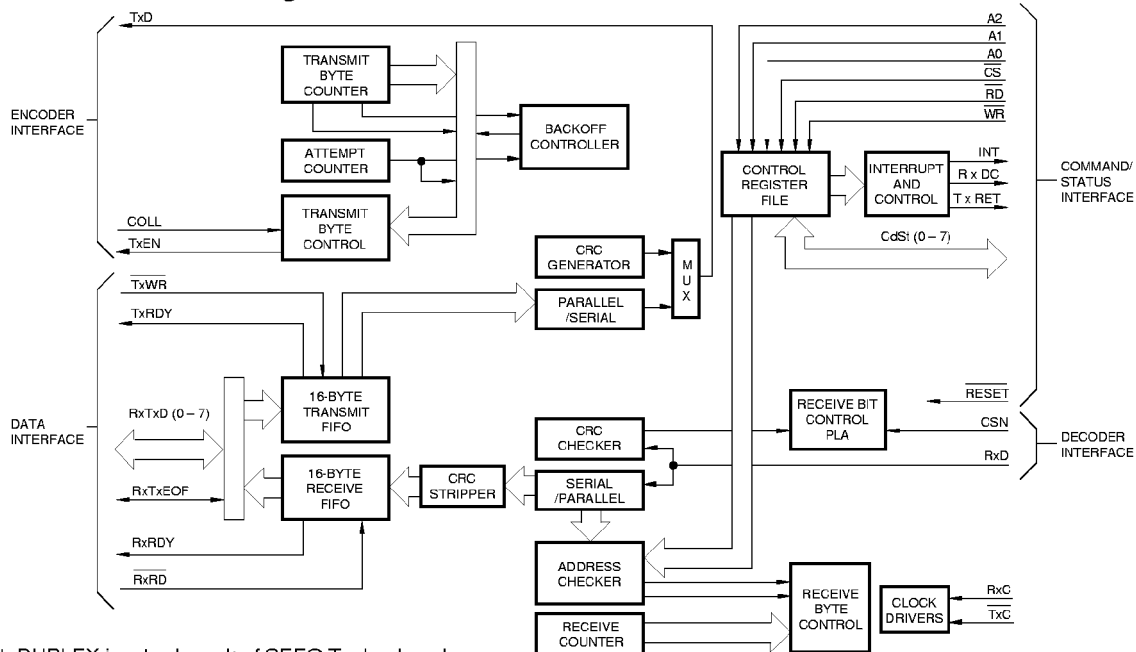 TxD
A2
A1
A0
CS
RD
WR
TRANSMIT
BYTE
COUNTER
ENCODER
INTERFACE
BACKOFF
CONTROLLER
ATTEMPT
COUNTER
CONTROL
REGISTER
FILE
INTERRUPT
AND
CONTROL
INT
R x DC
T x RET
COMMAND/
STATUS
INTERFACE
TRANSMIT
BYTE
CONTROL
COLL
TxEN
CdSt (0 – 7)
CRC
GENERATOR
MUX
PARALLEL
/SERIAL
TxWR
TxRDY
16-BYTE
TRANSMIT
FIFO
RxTxD (0 – 7)
DATA
INTERFACE
RECEIVE BIT
CONTROL
PLA
RESET
CSN
RxD
DECODER
INTERFACE
CRC
CHECKER
16-BYTE
RECEIVE
FIFO
CRC
STRIPPER
SERIAL
/PARALLEL
RxTxEOF
RxRDY
RxRD
ADDRESS
CHECKER
RECEIVE
BYTE
CONTROL
CLOCK
DRIVERS
RxC
TxC
RECEIVE
COUNTER